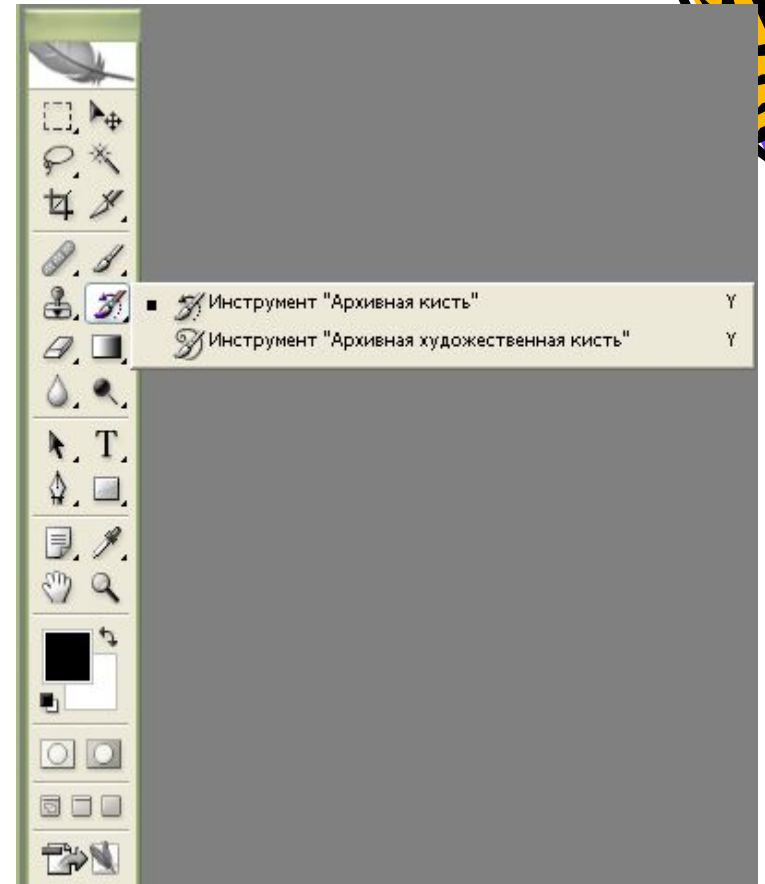 Инструмент "Архивная кисть" Y
Инструмент "Архивная художественная кисть" Y
T